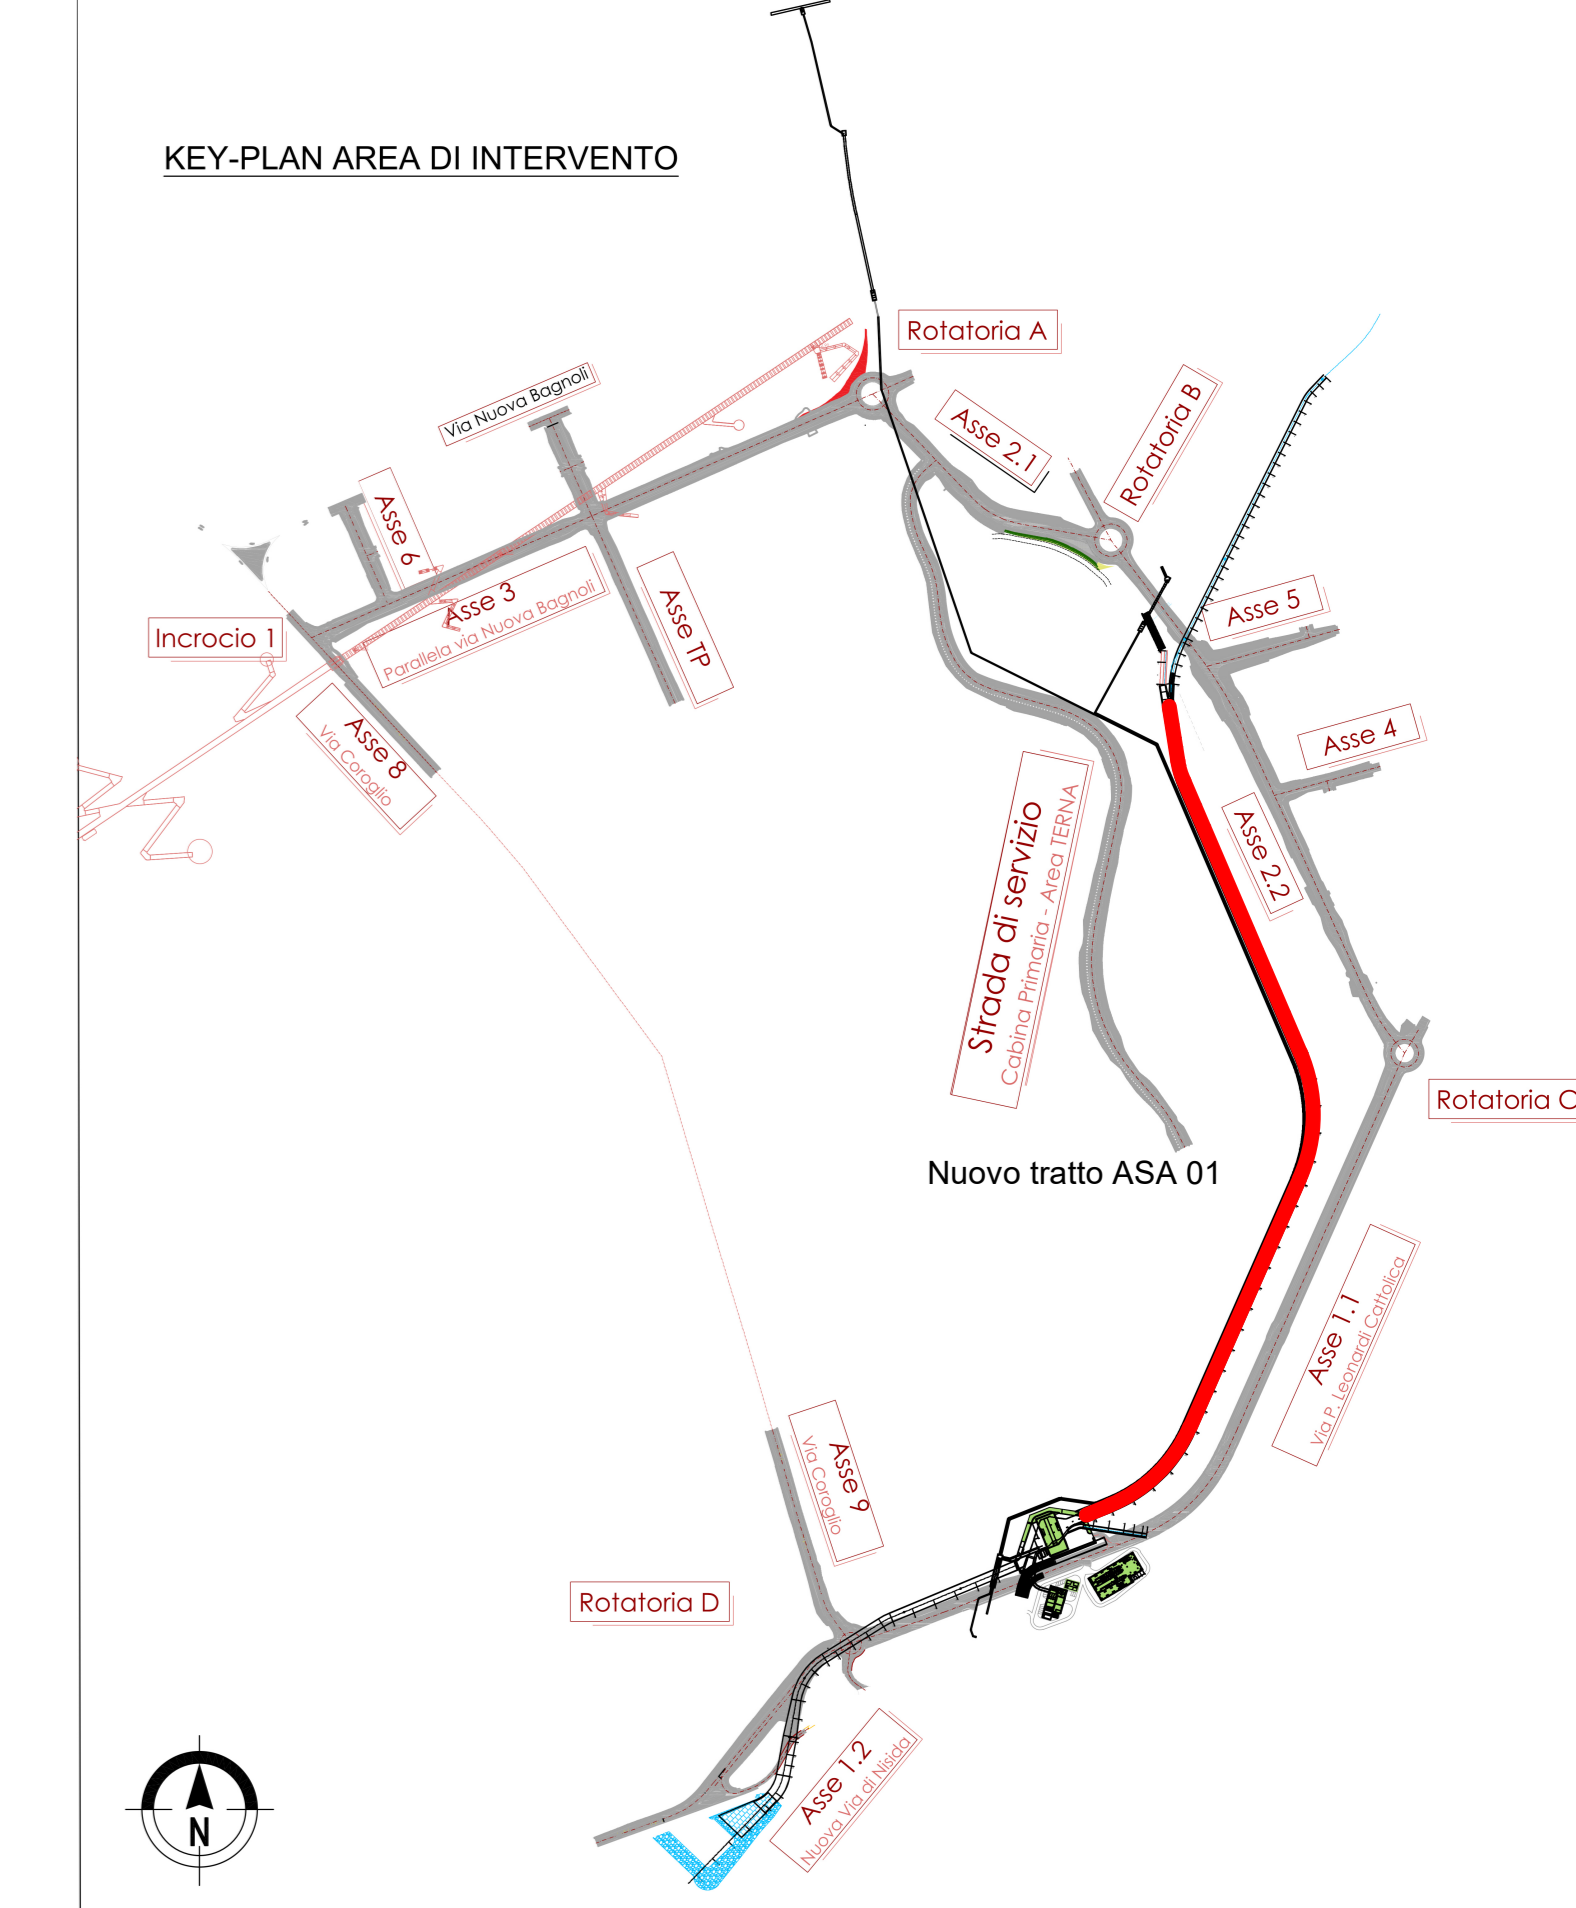 KEY-PLAN AREA DI INTERVENTO
Rotatoria A
Via Nuova Bagnoli
Asse 2.1
Rotatoria B
Asse 6
Asse 3
Parallela via Nuova Bagnoli
Asse TP
Asse 5
Incrocio 1
Asse 8
Via Coroglio
Asse 4
Strada di servizio
Cabina Primaria - Area TERNA
Asse 2.2
Rotatoria C
Nuovo tratto ASA 01
Asse 1.1
Via P. Leonardi Cattolica
Asse 9
Via Coroglio
Rotatoria D
Asse 1.2
Nuova Via di Nisida
N